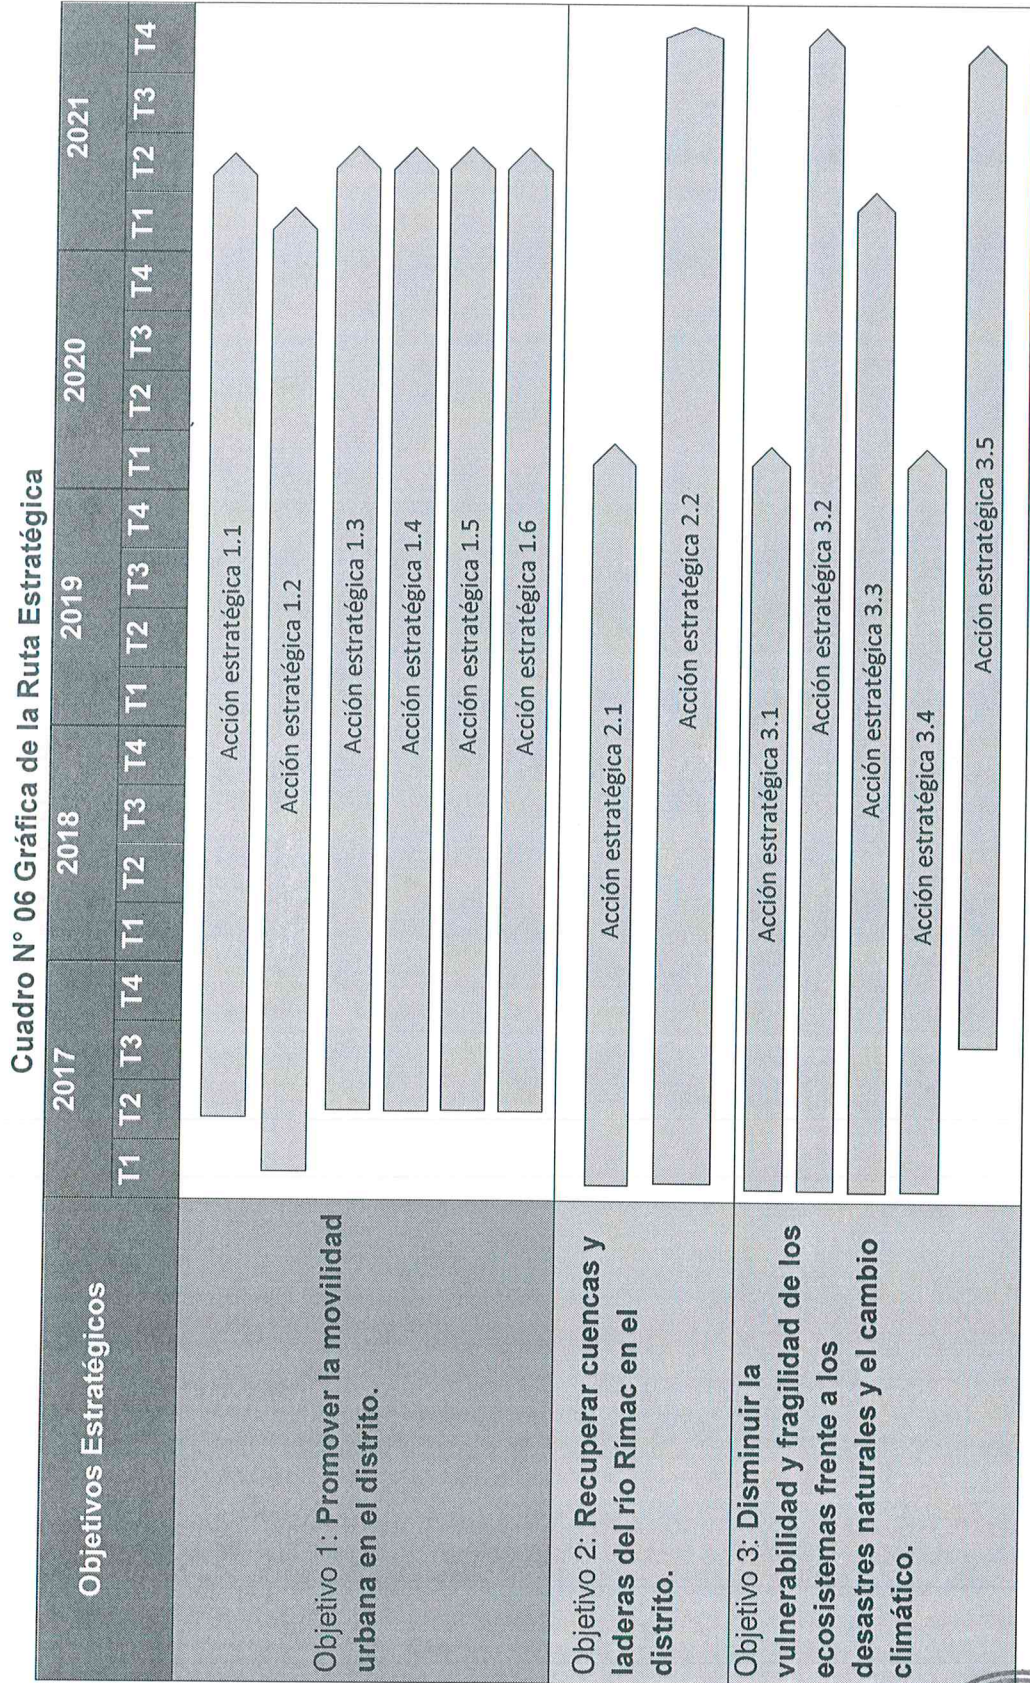 Cuadro N° 06 Gráfica de la Ruta Estratégica
Objetivos Estratégicos
2017 2018 2019 2020 2021
T1 T2 T3 T4 T1 T2 T3 T4 T1 T2 T3 T4 T1 T2 T3 T4 T1 T2 T3 T4
Objetivo 1: Promover la movilidad
urbana en el distrito.
Acción estratégica 1.1
Acción estratégica 1.2
Acción estratégica 1.3
Acción estratégica 1.4
Acción estratégica 1.5
Acción estratégica 1.6
Objetivo 2: Recuperar cuencas y
laderas del río Rímac en el
distrito.
Acción estratégica 2.1
Acción estratégica 2.2
Objetivo 3: Disminuir la
vulnerabilidad y fragilidad de los
ecosistemas frente a los
desastres naturales y el cambio
climático.
Acción estratégica 3.1
Acción estratégica 3.2
Acción estratégica 3.3
Acción estratégica 3.4
Acción estratégica 3.5